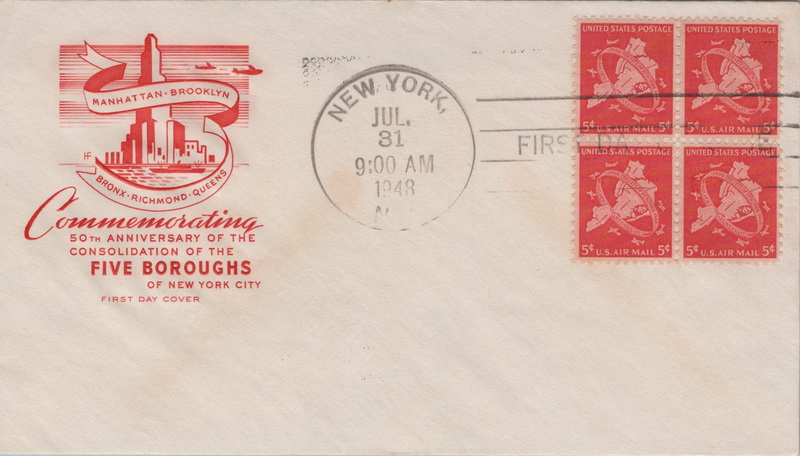 MANHATTAN · BROOKLYN
HF
BRONX · RICHMOND · QUEENS
Commemorating
50TH ANNIVERSARY OF THE
CONSOLIDATION OF THE
FIVE BOROUGHS
OF NEW YORK CITY
FIRST DAY COVER
NEW YORK,
JUL.
31
9:00 AM
1948
FIRST
UNITED STATES POSTAGE
5¢ U.S. AIR MAIL 5¢
UNITED STATES POSTAGE
5¢ U.S. AIR MAIL 5¢
UNITED STATES POSTAGE
5¢ U.S. AIR MAIL 5¢
UNITED STATES POSTAGE
5¢ U.S. AIR MAIL 5¢